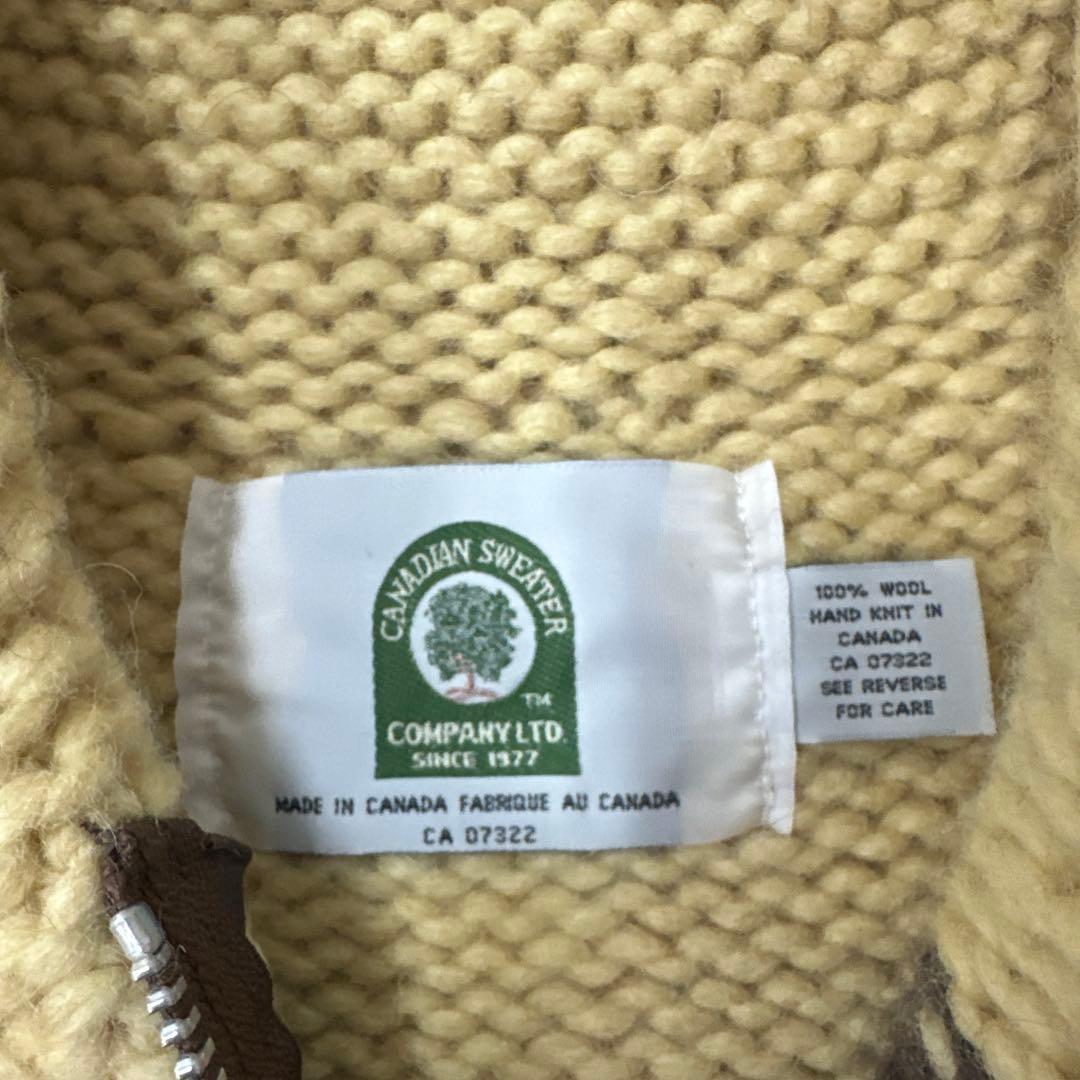 CANADIAN SWEATER
TM
COMPANY LTD.
SINCE 1977
MADE IN CANADA FABRIQUE AU CANADA
CA 07322
100% WOOL
HAND KNIT IN
CANADA
CA 07322
SEE REVERSE
FOR CARE